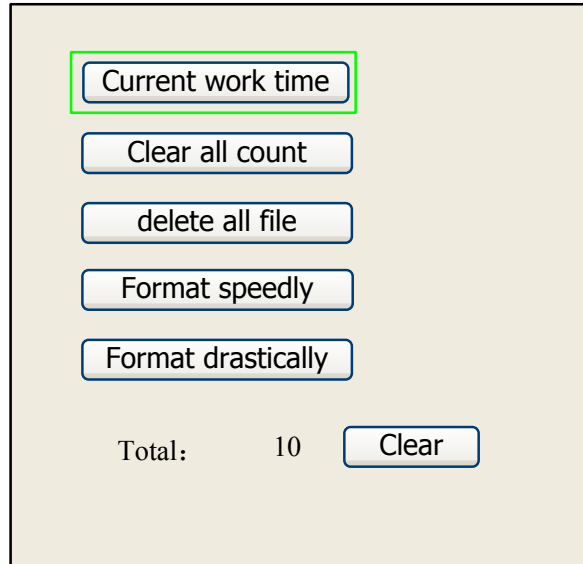 Current work time
Clear all count
delete all file
Format speedly
Format drastically
Total： 10 Clear